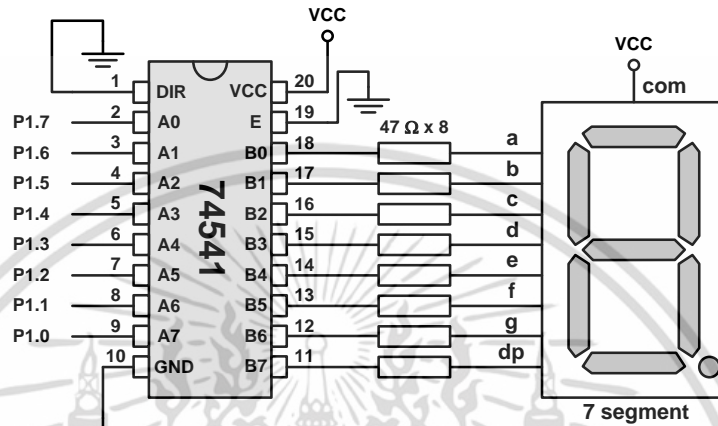 VCC
VCC
1 DIR VCC 20
com
P1.7 2 A0 E 19
47 Ω x 8
P1.6 3 A1 B0 18 a
P1.5 4 A2 B1 17 b
P1.4 5 A3 B2 16 c
P1.3 6 A4 B3 15 d
P1.2 7 A5 B4 14 e
P1.1 8 A6 B5 13 f
P1.0 9 A7 B6 12 g
10 GND B7 11 dp
74541
7 segment